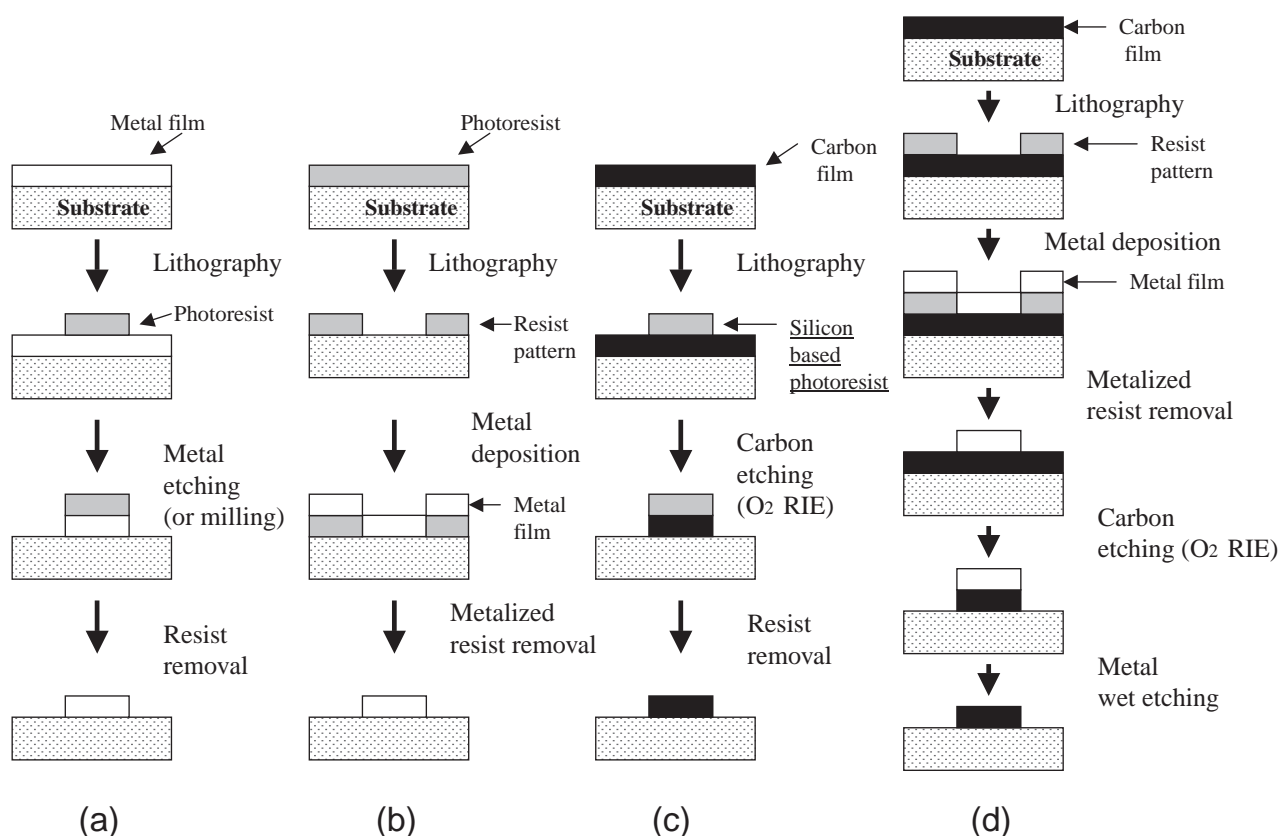 Metal film
Substrate
Lithography
Photoresist
Metal
etching
(or milling)
Resist
removal
(a)
Photoresist
Substrate
Lithography
Resist
pattern
Metal
deposition
Metal
film
Metalized
resist removal
(b)
Carbon
film
Substrate
Lithography
Silicon
based
photoresist
Carbon
etching
(O2 RIE)
Resist
removal
(c)
Carbon
film
Substrate
Lithography
Resist
pattern
Metal deposition
Metal film
Metalized
resist removal
Carbon
etching (O2 RIE)
Metal
wet etching
(d)